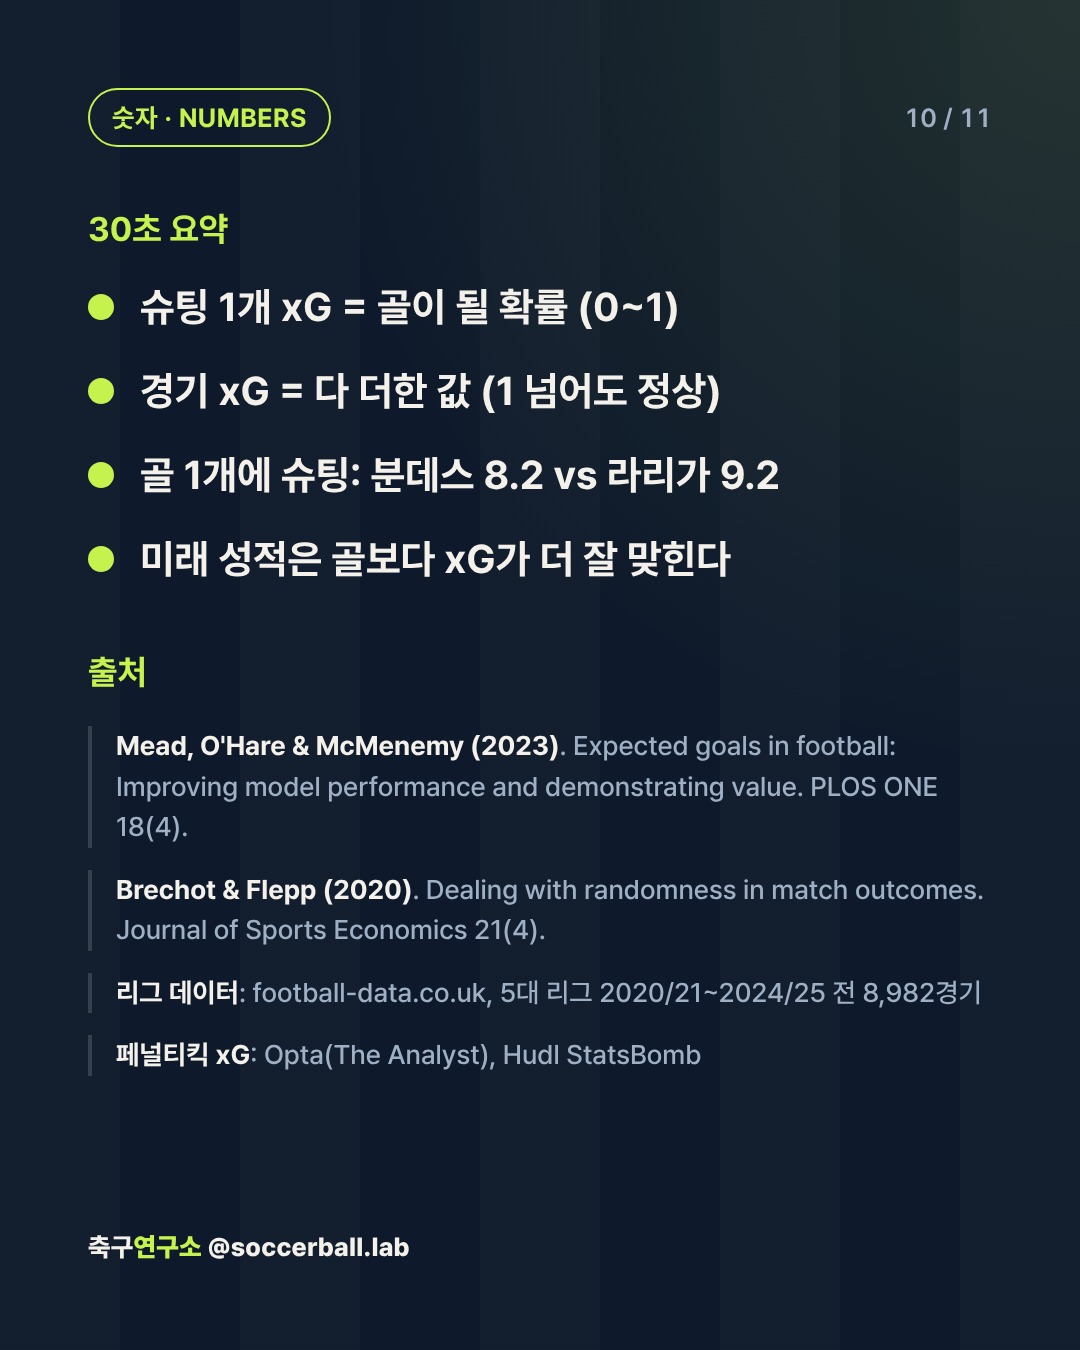 숫자 · NUMBERS
10 / 11
30초 요약
슈팅 1개 xG = 골이 될 확률 (0~1)
경기 xG = 다 더한 값 (1 넘어도 정상)
골 1개에 슈팅: 분데스 8.2 vs 라리가 9.2
미래 성적은 골보다 xG가 더 잘 맞힌다
출처
Mead, O'Hare & McMenemy (2023). Expected goals in football:
Improving model performance and demonstrating value. PLOS ONE
18(4).
Brechot & Flepp (2020). Dealing with randomness in match outcomes.
Journal of Sports Economics 21(4).
리그 데이터: football-data.co.uk, 5대 리그 2020/21~2024/25 전 8,982경기
페널티킥 xG: Opta(The Analyst), Hudl StatsBomb
축구연구소 @soccerball.lab